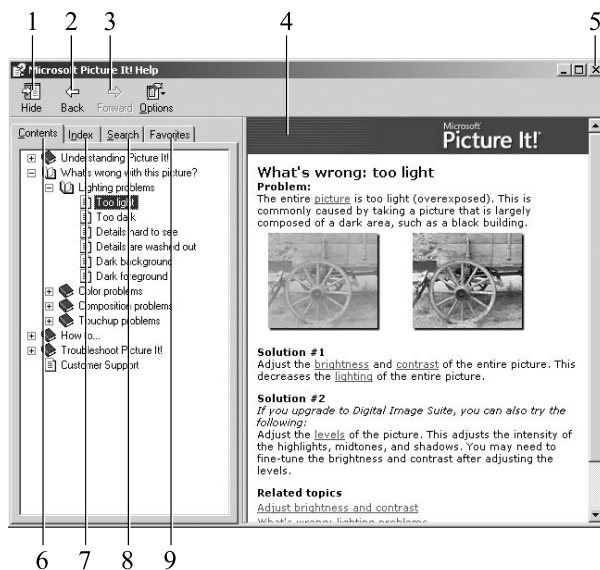 1 2 3 4 5
Microsoft Picture It! Help
Hide Back Forward Options
Contents Index Search Favorites
Understanding Picture It!
What's wrong with this picture?
Lighting problems
Too light
Too dark
Details hard to see
Details are washed out
Dark background
Dark foreground
Color problems
Composition problems
Touchup problems
How to...
Troubleshoot Picture It!
Customer Support
Microsoft
Picture It!
What's wrong: too light
Problem:
The entire picture is too light (overexposed). This is
commonly caused by taking a picture that is largely
composed of a dark area, such as a black building.
Solution #1
Adjust the brightness and contrast of the entire picture. This
decreases the lighting of the entire picture.
Solution #2
If you upgrade to Digital Image Suite, you can also try the
following:
Adjust the levels of the picture. This adjusts the intensity of
the highlights, midtones, and shadows. You may need to
fine-tune the brightness and contrast after adjusting the
levels.
Related topics
Adjust brightness and contrast
What's wrong: lighting problems
6 7 8 9